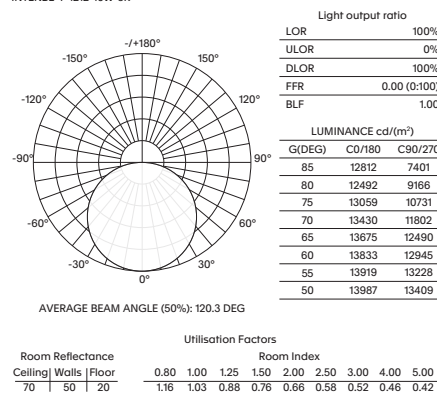 -/+180°
-150° 150°
-120° 120°
-90° 90°
-60° 60°
-30° 30°
0°
AVERAGE BEAM ANGLE (50%): 120.3 DEG
Light output ratio
LOR 100%
ULOR 0%
DLOR 100%
FFR 0.00 (0:100)
BLF 1.00
LUMINANCE cd/(m²)
G(DEG) C0/180 C90/270
85 12812 7401
80 12492 9166
75 13059 10731
70 13430 11802
65 13675 12490
60 13833 12945
55 13919 13228
50 13987 13409
Utilisation Factors
Room Reflectance Room Index
Ceiling| Walls |Floor 0.80 1.00 1.25 1.50 2.00 2.50 3.00 4.00 5.00
70 50 20 1.16 1.03 0.88 0.76 0.66 0.58 0.52 0.46 0.42